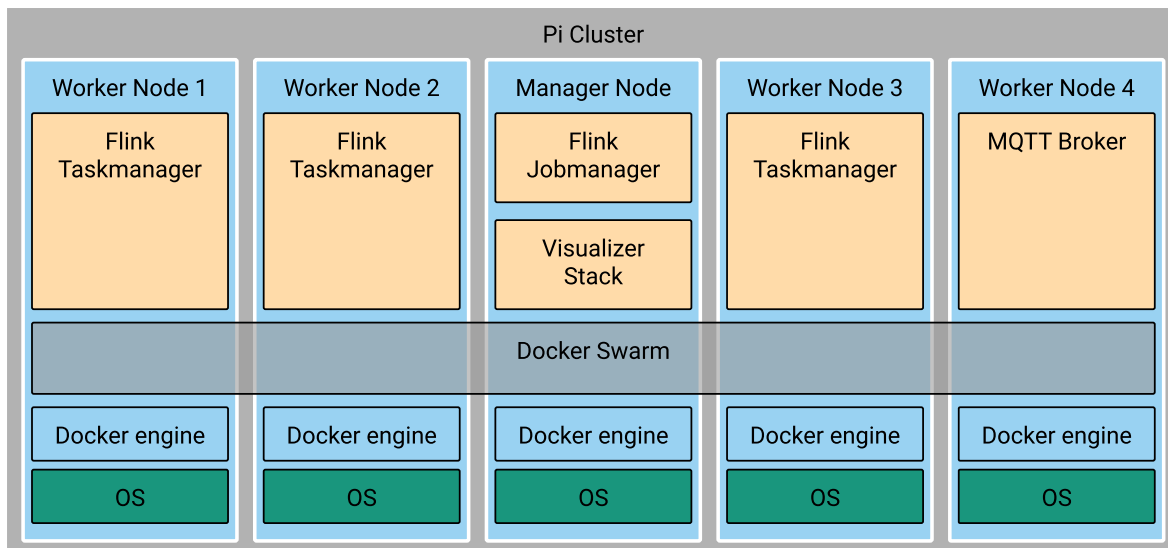 Pi Cluster
Worker Node 1
Flink
Taskmanager
Worker Node 2
Flink
Taskmanager
Manager Node
Flink
Jobmanager
Visualizer
Stack
Worker Node 3
Flink
Taskmanager
Worker Node 4
MQTT Broker
Docker Swarm
Docker engine
Docker engine
Docker engine
Docker engine
Docker engine
OS
OS
OS
OS
OS